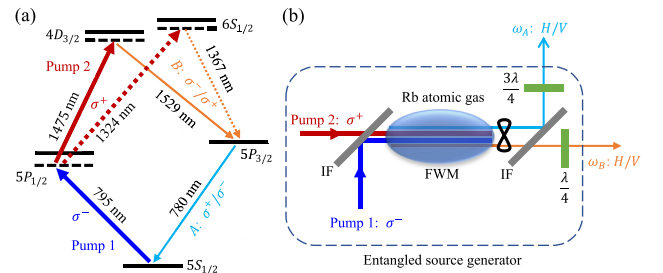 (a)
4D3/2
6S1/2
Pump 2
1475 nm
σ+
1324 nm
B: σ−/σ+
1367 nm
1529 nm
5P3/2
5P1/2
σ−
795 nm
780 nm
A: σ+/σ−
Pump 1
5S1/2
(b)
ωA: H/V
3λ/4
Rb atomic gas
Pump 2: σ+
IF
FWM
IF
λ/4
ωB: H/V
Pump 1: σ−
Entangled source generator